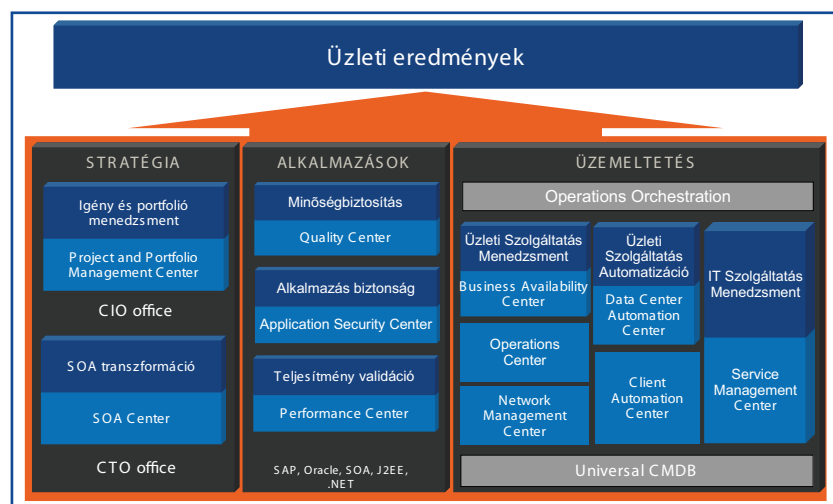 Üzleti eredmények
STRATÉGIA
Igény és portfolió
menedzsment
Project and Portfolio
Management Center
CIO office
SOA transzformáció
SOA Center
CTO office
ALKALMAZÁSOK
Minõségbiztosítás
Quality Center
Alkalmazás biztonság
Application Security Center
Teljesítmény validáció
Performance Center
SAP, Oracle, SOA, J2EE,
.NET
ÜZEMELTETÉS
Operations Orchestration
Üzleti Szolgáltatás
Menedzsment
Business Availability
Center
Operations
Center
Network
Management
Center
Üzleti
Szolgáltatás
Automatizáció
Data Center
Automation
Center
Client
Automation
Center
IT Szolgáltatás
Menedzsment
Service
Management
Center
Universal CMDB